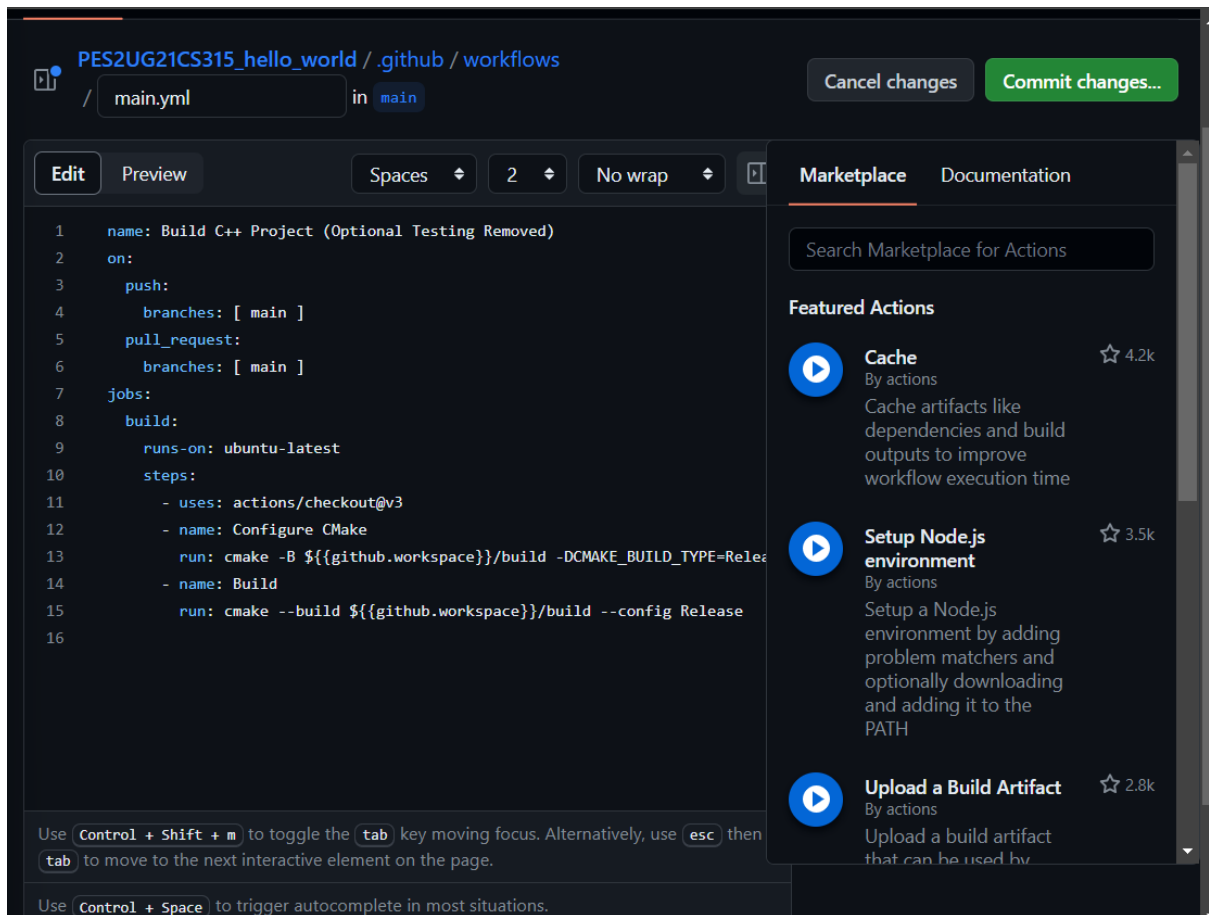 PES2UG21CS315_hello_world / .github / workflows
/ main.yml in main
Cancel changes Commit changes...
Edit Preview Spaces 2 No wrap
1 name: Build C++ Project (Optional Testing Removed)
2 on:
3 push:
4 branches: [ main ]
5 pull_request:
6 branches: [ main ]
7 jobs:
8 build:
9 runs-on: ubuntu-latest
10 steps:
11 - uses: actions/checkout@v3
12 - name: Configure CMake
13 run: cmake -B ${{github.workspace}}/build -DCMAKE_BUILD_TYPE=Relea
14 - name: Build
15 run: cmake --build ${{github.workspace}}/build --config Release
16
Use Control + Shift + m to toggle the tab key moving focus. Alternatively, use esc then
tab to move to the next interactive element on the page.
Use Control + Space to trigger autocomplete in most situations.
Marketplace Documentation
Search Marketplace for Actions
Featured Actions
Cache 4.2k
By actions
Cache artifacts like
dependencies and build
outputs to improve
workflow execution time
Setup Node.js 3.5k
environment
By actions
Setup a Node.js
environment by adding
problem matchers and
optionally downloading
and adding it to the
PATH
Upload a Build Artifact 2.8k
By actions
Upload a build artifact
that can be used by